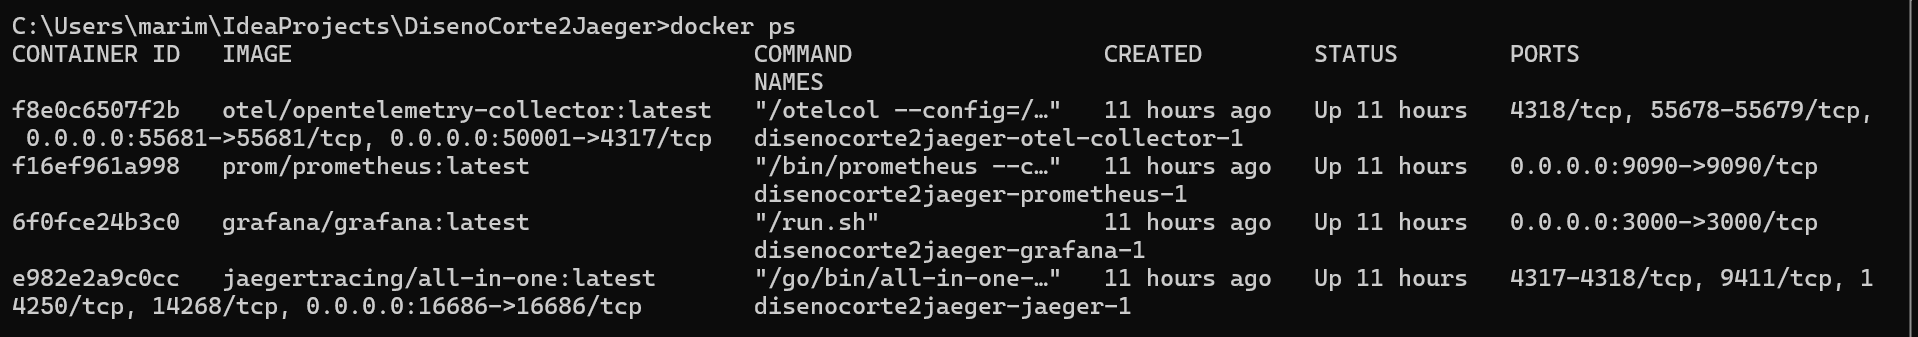 C:\Users\marim\IdeaProjects\DisenoCorte2Jaeger>docker ps
CONTAINER ID   IMAGE                                 COMMAND                  CREATED        STATUS        PORTS
                                                     NAMES
f8e0c6507f2b   otel/opentelemetry-collector:latest   "/otelcol --config=/…"   11 hours ago   Up 11 hours   4318/tcp, 55678-55679/tcp,
 0.0.0.0:55681->55681/tcp, 0.0.0.0:50001->4317/tcp   disenocorte2jaeger-otel-collector-1
f16ef961a998   prom/prometheus:latest                "/bin/prometheus --c…"   11 hours ago   Up 11 hours   0.0.0.0:9090->9090/tcp
                                                     disenocorte2jaeger-prometheus-1
6f0fce24b3c0   grafana/grafana:latest                "/run.sh"                11 hours ago   Up 11 hours   0.0.0.0:3000->3000/tcp
                                                     disenocorte2jaeger-grafana-1
e982e2a9c0cc   jaegertracing/all-in-one:latest       "/go/bin/all-in-one-…"   11 hours ago   Up 11 hours   4317-4318/tcp, 9411/tcp, 1
4250/tcp, 14268/tcp, 0.0.0.0:16686->16686/tcp        disenocorte2jaeger-jaeger-1